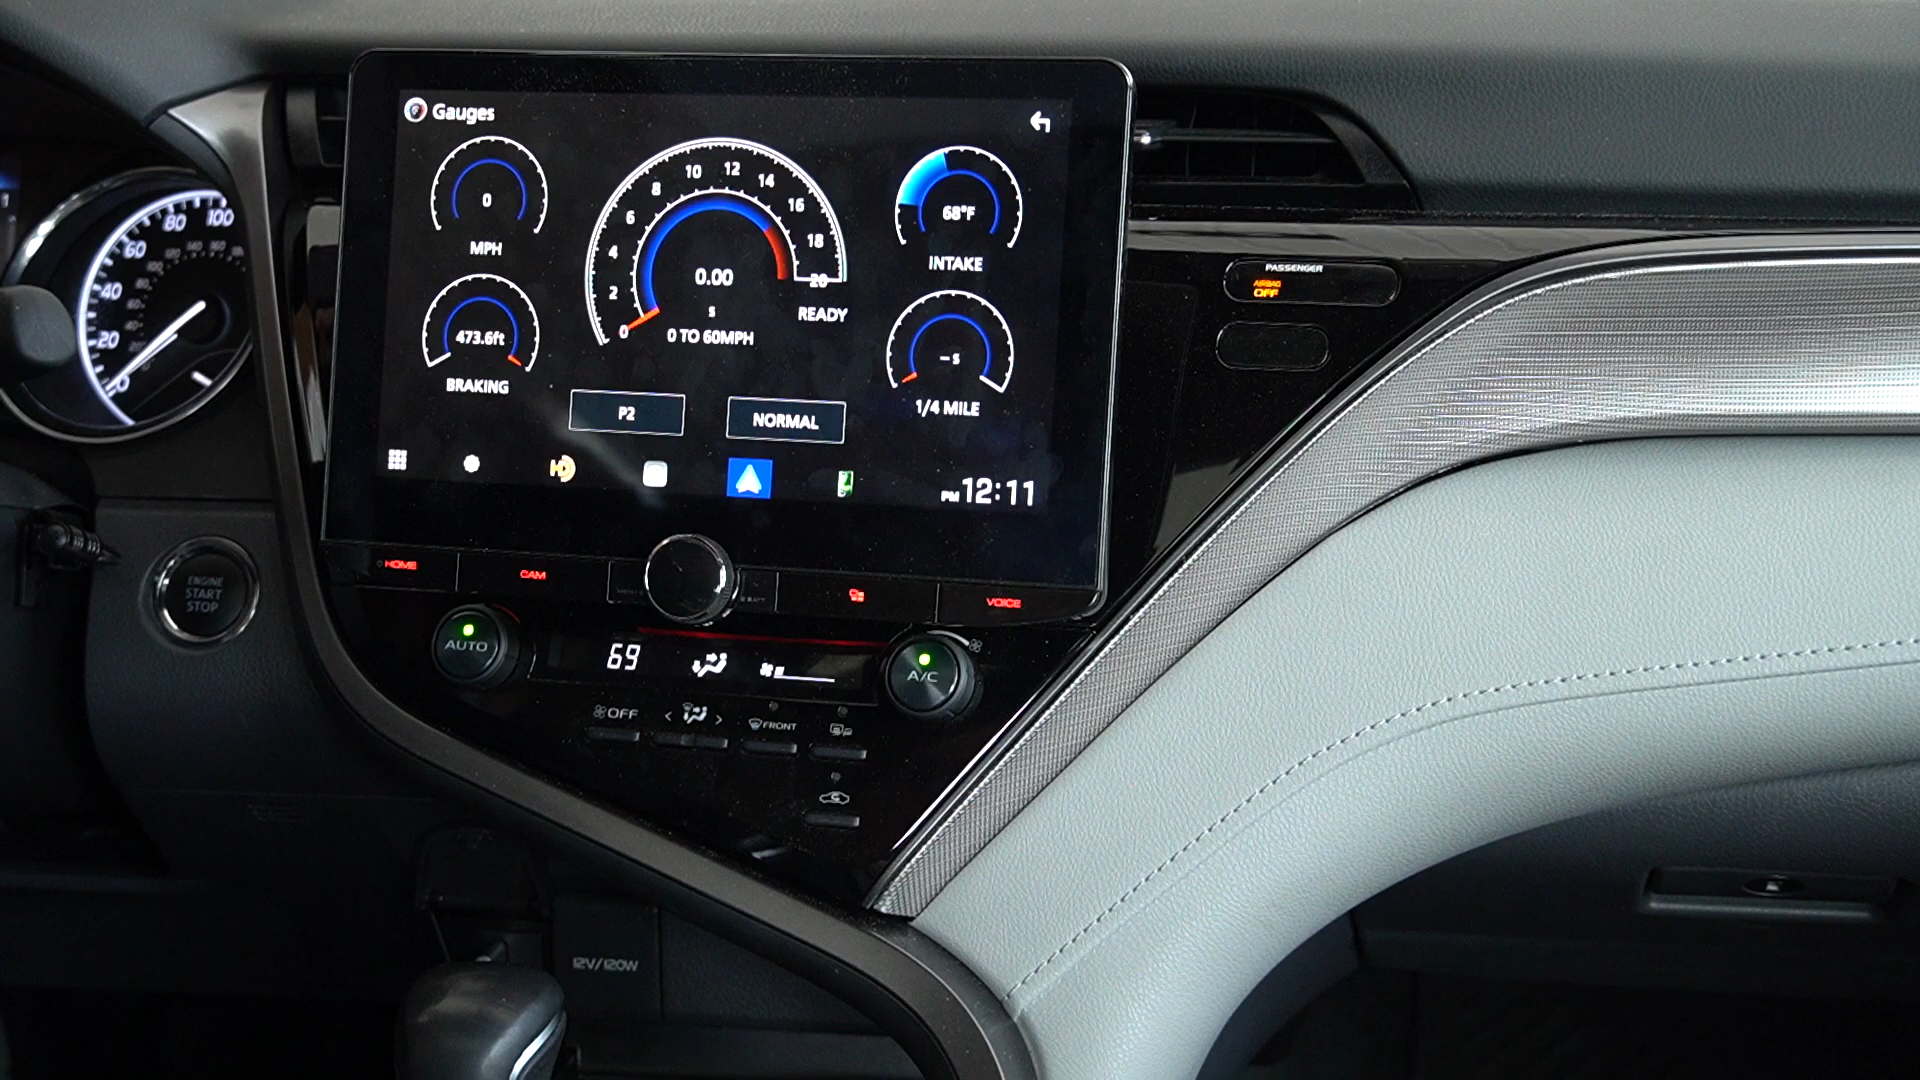 Gauges
0
MPH
473.6ft
BRAKING
0
2
4
6
8
10
12
14
16
18
20
0.00
s
0 TO 60MPH
READY
68°F
INTAKE
– s
1/4 MILE
P2
NORMAL
HD
PM 12:11
HOME
CAM
VOICE
0
20
40
60
80
100
ENGINE
START
STOP
AUTO
69
A/C
OFF
FRONT
12V/120W
PASSENGER
AIRBAG
OFF